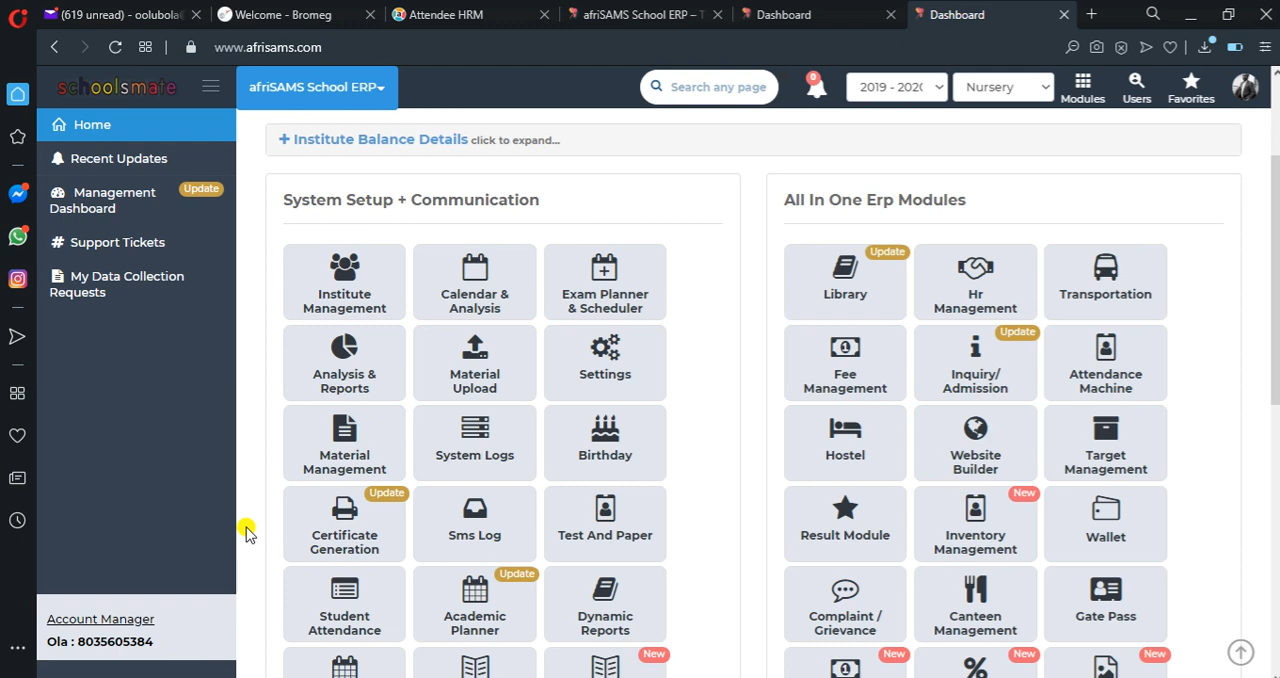 (619 unread) - oolubola
Welcome - Bromeg
Attendee HRM
afriSAMS School ERP –
Dashboard
Dashboard
www.afrisams.com
schoolsmate
afriSAMS School ERP
Search any page
0
2019 - 202
Nursery
Modules
Users
Favorites
Home
Recent Updates
Management Dashboard
Update
Support Tickets
My Data Collection Requests
Account Manager
Ola : 8035605384
+ Institute Balance Details click to expand...
System Setup + Communication
Institute
Management
Calendar &
Analysis
Exam Planner
& Scheduler
Analysis &
Reports
Material
Upload
Settings
Material
Management
System Logs
Birthday
Update
Certificate
Generation
Sms Log
Test And Paper
Student
Attendance
Update
Academic
Planner
Dynamic
Reports
New
All In One Erp Modules
Update
Library
Hr
Management
Transportation
Fee
Management
Update
Inquiry/
Admission
Attendance
Machine
Hostel
Website
Builder
Target
Management
Result Module
New
Inventory
Management
Wallet
Complaint /
Grievance
Canteen
Management
Gate Pass
New
New
New